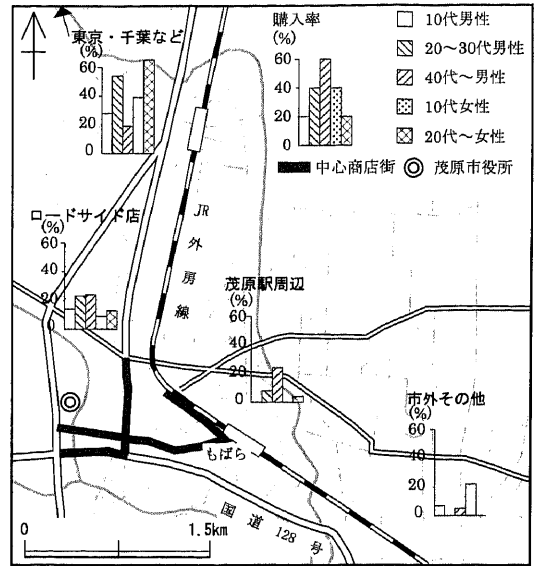 東京・千葉など
(%)
60
40
20
0
購入率
(%)
60
40
20
0
10代男性
20～30代男性
40代～男性
10代女性
20代～女性
中心商店街
茂原市役所
ロードサイド店
(%)
60
40
20
0
JR外房線
茂原駅周辺
(%)
60
40
20
0
市外その他
(%)
60
40
20
0
もばら
国道128号
0
1.5km